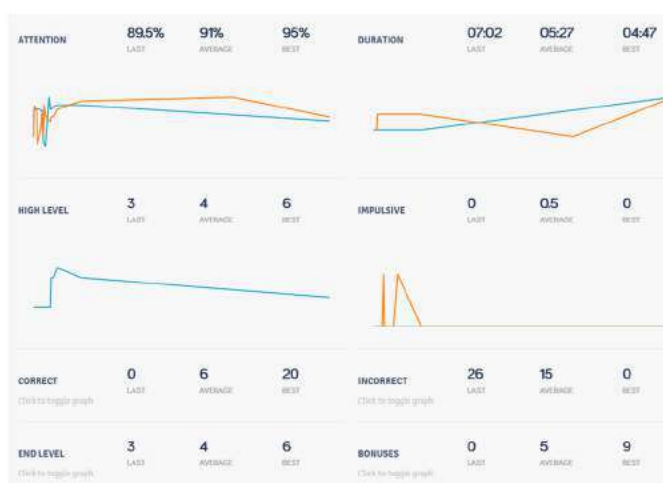 ATTENTION 89.5% 91% 95% DURATION 07:02 05:27 04:47
LAST AVERAGE BEST LAST AVERAGE BEST
HIGH LEVEL 3 4 6 IMPULSIVE 0 0.5 0
LAST AVERAGE BEST LAST AVERAGE BEST
CORRECT 0 6 20 INCORRECT 26 15 0
LAST AVERAGE BEST LAST AVERAGE BEST
Click to toggle graph Click to toggle graph
END LEVEL 3 4 6 BONUSES 0 5 9
LAST AVERAGE BEST LAST AVERAGE BEST
Click to toggle graph Click to toggle graph